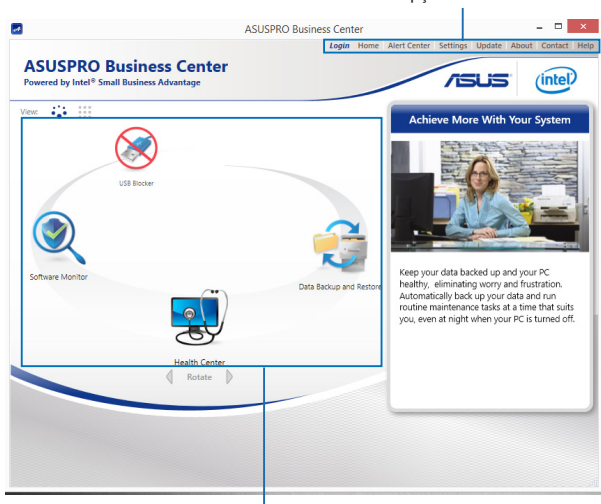 ASUSPRO Business Center
Login Home Alert Center Settings Update About Contact Help
ASUSPRO Business Center
Powered by Intel® Small Business Advantage
ASUS
intel
View:
Achieve More With Your System
USB Blocker
Software Monitor
Data Backup and Restore
Health Center
Rotate
Keep your data backed up and your PC
healthy, eliminating worry and frustration.
Automatically back up your data and run
routine maintenance tasks at a time that suits
you, even at night when your PC is turned off.